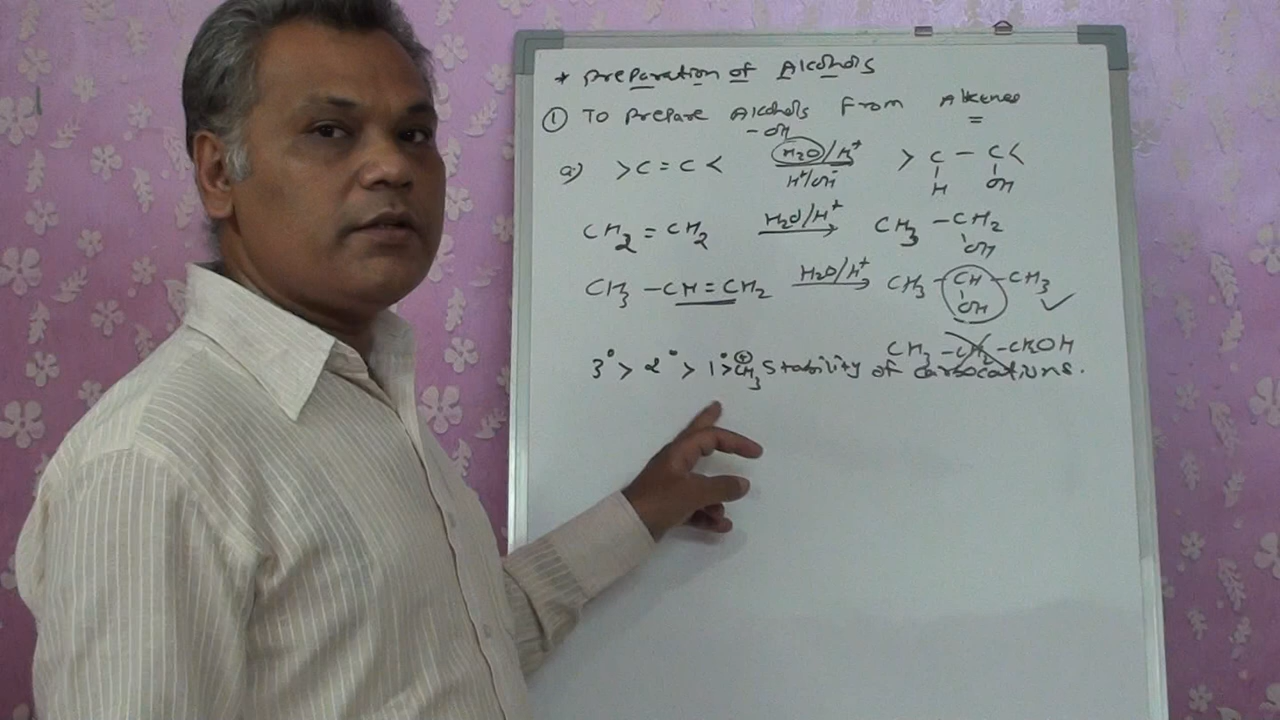 * Preparation of Alcohols
① To Prepare Alcohols From Alkenes
-OH
a) >C = C< H2O/H+ > C - C<
H+/OH- H OH
CH2 = CH2 H2O/H+ CH3 - CH2
OH
CH3 - CH = CH2 H2O/H+ CH3 - CH - CH3 ✓
OH
CH3 - CH2 - CH2OH
3° > 2° > 1° > CH3 ⊕ Stability of carbocations.